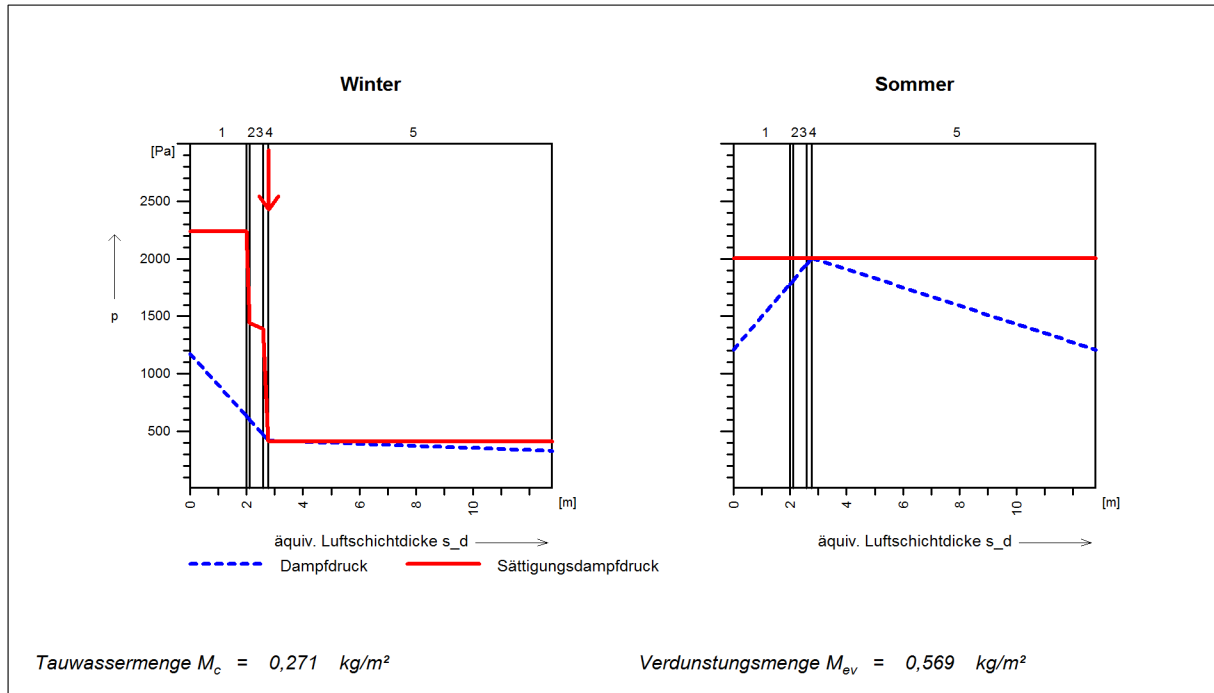 Winter
Sommer
1 2 3 4 5
1 2 3 4 5
[Pa]
2500
2000
1500
1000
500
p
0 2 4 6 8 10 [m]
0 2 4 6 8 10 [m]
äquiv. Luftschichtdicke s_d
äquiv. Luftschichtdicke s_d
Dampfdruck Sättigungsdampfdruck
Tauwassermenge M_c = 0,271 kg/m²
Verdunstungsmenge M_ev = 0,569 kg/m²